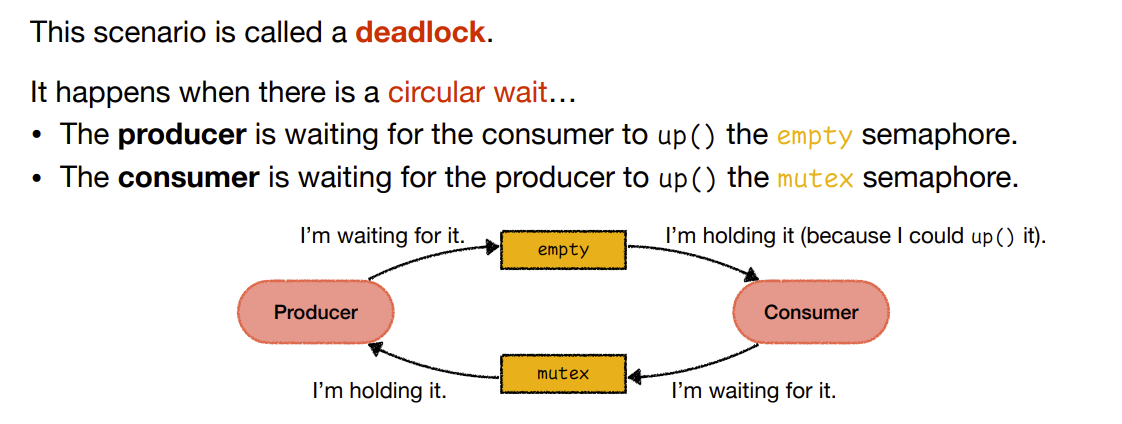 This scenario is called a deadlock.
It happens when there is a circular wait…
• The producer is waiting for the consumer to up() the empty semaphore.
• The consumer is waiting for the producer to up() the mutex semaphore.
I'm waiting for it.
empty
I'm holding it (because I could up() it).
Producer
Consumer
I'm holding it.
mutex
I'm waiting for it.